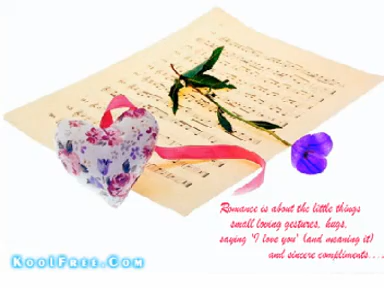 Romance is about the little things
small loving gestures, hugs,
saying 'I love you' (and meaning it)
and sincere compliments....
KoolFree.Com